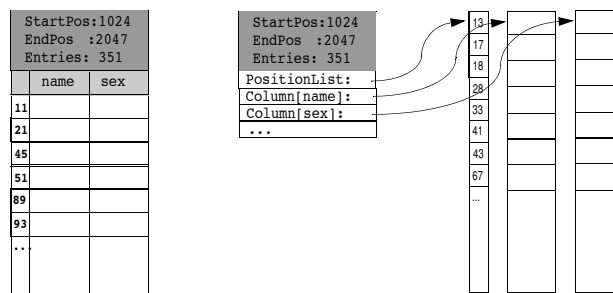 StartPos:1024
EndPos :2047
Entries: 351
name sex
11
21
45
51
89
93
...
StartPos:1024
EndPos :2047
Entries: 351
PositionList:
Column[name]:
Column[sex]:
...
13
17
18
28
33
41
43
67
...